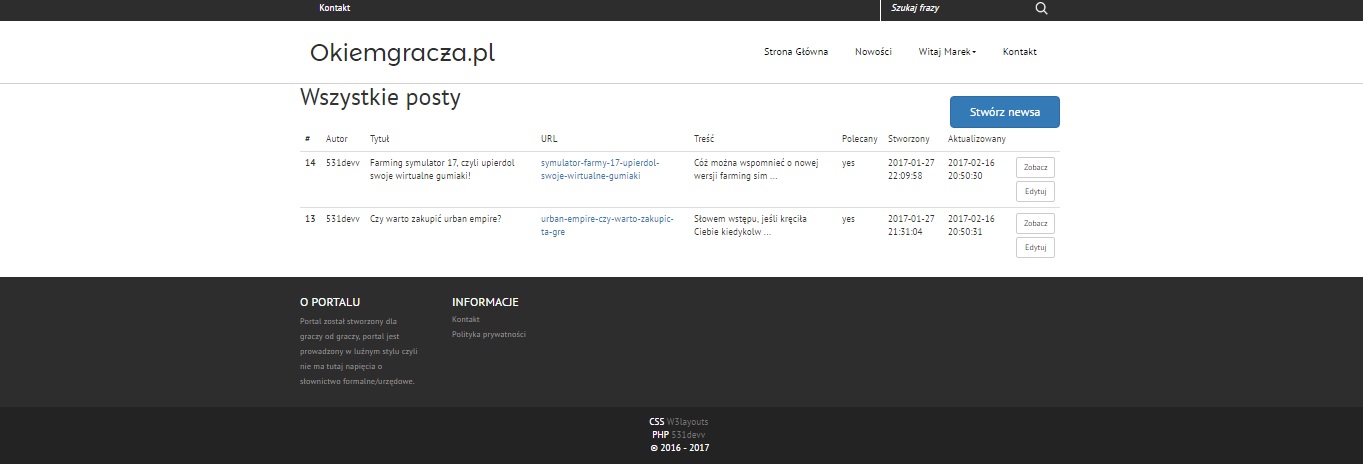 Kontakt
Szukaj frazy
Okiemgracza.pl
Strona Główna Nowości Witaj Marek Kontakt
Wszystkie posty
Stwórz newsa
# Autor Tytuł URL Treść Polecany Stworzony Aktualizowany
14 531devv Farming symulator 17, czyli upierdol symulator-farmy-17-upierdol- Cóż można wspomnieć o nowej yes 2017-01-27 2017-02-16 Zobacz
swoje wirtualne gumiaki! swoje-wirtualne-gumiaki wersji farming sim ... 22:09:58 20:50:30
Edytuj
13 531devv Czy warto zakupić urban empire? urban-empire-czy-warto-zakupic- Słowem wstępu, jeśli kręciła yes 2017-01-27 2017-02-16 Zobacz
ta-gre Ciebie kiedykolw ... 21:31:04 20:50:31
Edytuj
O PORTALU
Portal został stworzony dla
graczy od graczy, portal jest
prowadzony w luźnym stylu czyli
nie ma tutaj napięcia o
słownictwo formalne/urzędowe.
INFORMACJE
Kontakt
Polityka prywatności
CSS W3layouts
PHP 531devv
© 2016 - 2017